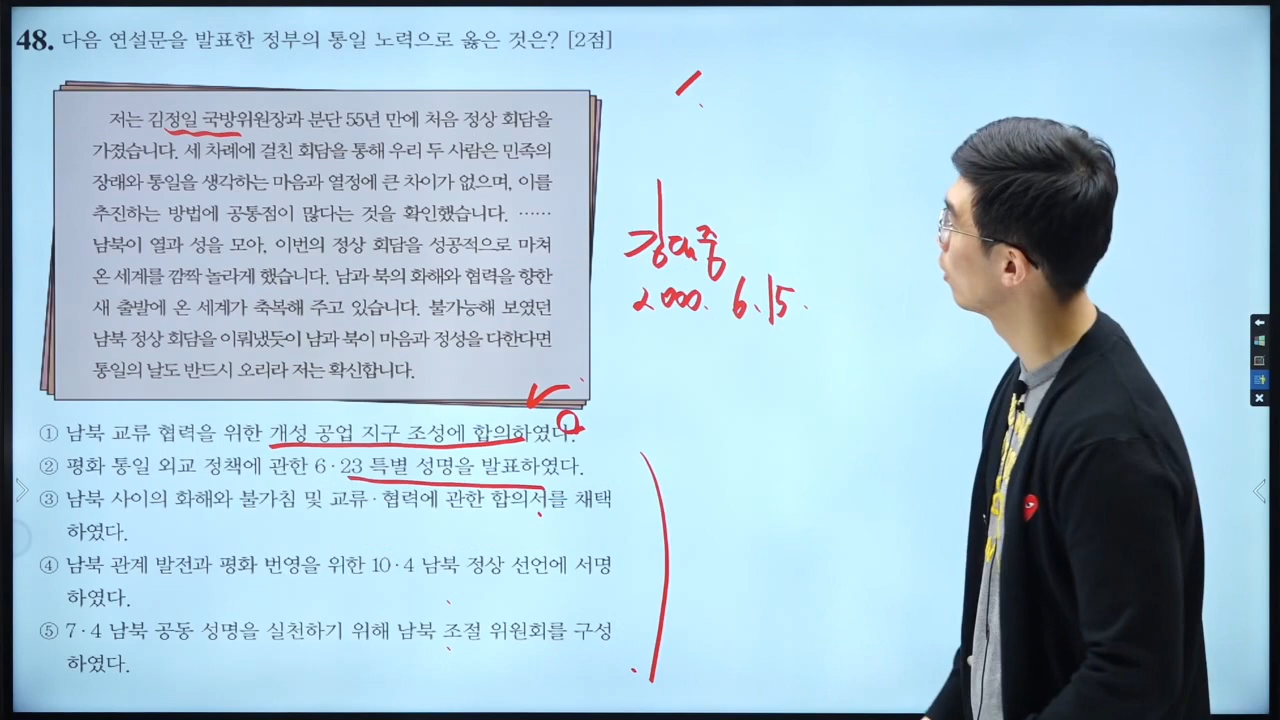 48. 다음 연설문을 발표한 정부의 통일 노력으로 옳은 것은? [2점]
저는 김정일 국방위원장과 분단 55년 만에 처음 정상 회담을
가졌습니다. 세 차례에 걸친 회담을 통해 우리 두 사람은 민족의
장래와 통일을 생각하는 마음과 열정에 큰 차이가 없으며, 이를
추진하는 방법에 공통점이 많다는 것을 확인했습니다. ……
남북이 열과 성을 모아, 이번의 정상 회담을 성공적으로 마쳐
온 세계를 깜짝 놀라게 했습니다. 남과 북의 화해와 협력을 향한
새 출발에 온 세계가 축복해 주고 있습니다. 불가능해 보였던
남북 정상 회담을 이뤄냈듯이 남과 북이 마음과 정성을 다한다면
통일의 날도 반드시 오리라 저는 확신합니다.
① 남북 교류 협력을 위한 개성 공업 지구 조성에 합의하였다.
② 평화 통일 외교 정책에 관한 6·23 특별 성명을 발표하였다.
③ 남북 사이의 화해와 불가침 및 교류·협력에 관한 합의서를 채택
하였다.
④ 남북 관계 발전과 평화 번영을 위한 10·4 남북 정상 선언에 서명
하였다.
⑤ 7·4 남북 공동 성명을 실천하기 위해 남북 조절 위원회를 구성
하였다.
김대중
2000. 6.15.